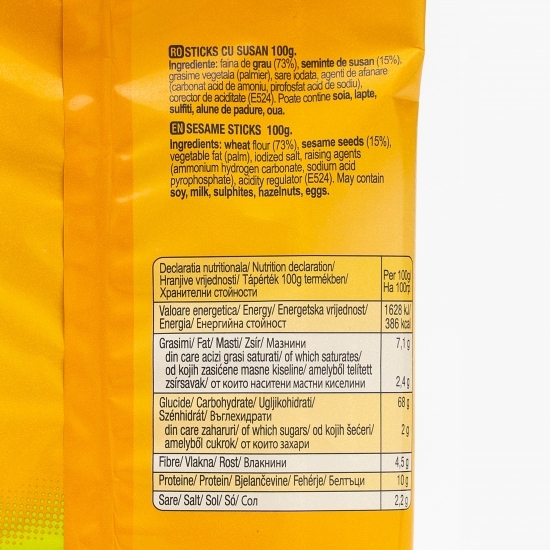 RO STICKS CU SUSAN 100g.
Ingrediente: faina de grau (73%), seminte de susan (15%),
grasime vegetala (palmier), sare iodata, agenti de afanare
(carbonat acid de amoniu, pirofosfat acid de sodiu),
corector de aciditate (E524). Poate contine soia, lapte,
sulfiti, alune de padure, oua.
EN SESAME STICKS 100g.
Ingredients: wheat flour (73%), sesame seeds (15%),
vegetable fat (palm), iodized salt, raising agents
(ammonium hydrogen carbonate, sodium acid
pyrophosphate), acidity regulator (E524). May contain
soy, milk, sulphites, hazelnuts, eggs.
Declaratia nutritionala/ Nutrition declaration/
Hranjive vrijednosti/ Tápérték 100g termékben/
Хранителни стойности
Per 100g
На 100гр
Valoare energetica/ Energy/ Energetska vrijednost/
Energia/ Енергийна стойност
1628 kJ/
386 kcal
Grasimi/ Fat/ Masti/ Zsír/ Мазнини
7,1 g
din care acizi grasi saturati/ of which saturates/
od kojih zasićene masne kiseline/ amelyből telített
zsírsavak/ от които наситени мастни киселини
2,4 g
Glucide/ Carbohydrate/ Ugljikohidrati/
Szénhidrát/ Въглехидрати
68 g
din care zaharuri/ of which sugars/ od kojih šećeri/
amelyből cukrok/ от които захари
2 g
Fibre/ Vlakna/ Rost/ Влакнини
4,5 g
Proteine/ Protein/ Bjelančevine/ Fehérje/ Белтъци
10 g
Sare/ Salt/ Sol/ Só/ Сол
2,2 g